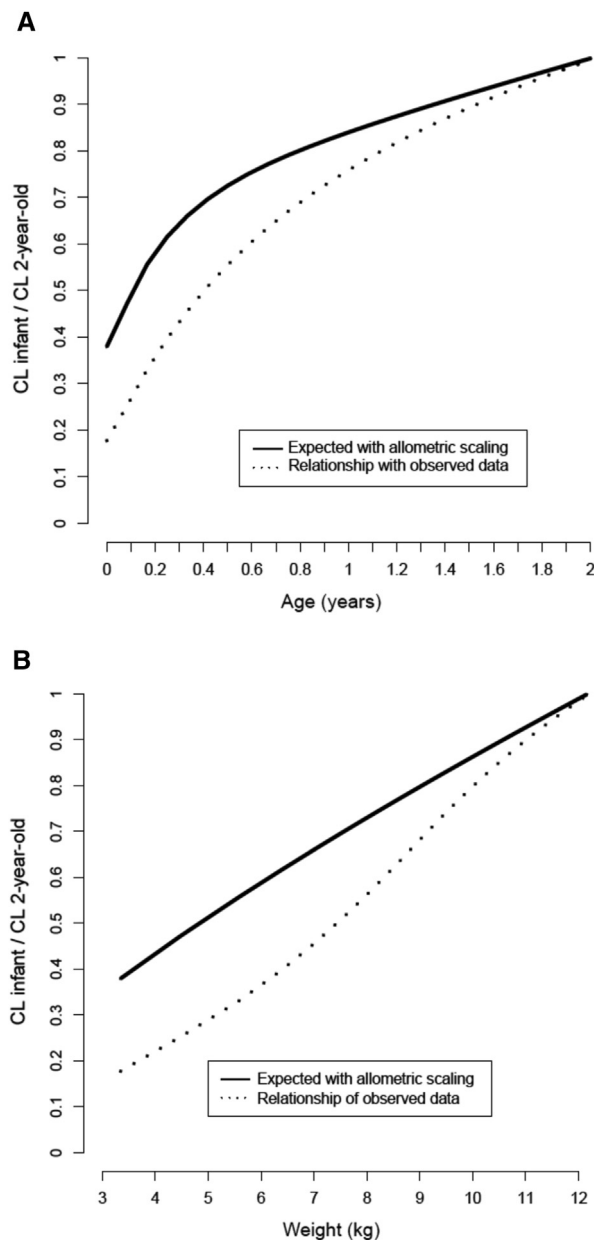 A
CL infant / CL 2-year-old
1
0.9
0.8
0.7
0.6
0.5
0.4
0.3
0.2
0.1
0
Expected with allometric scaling
Relationship with observed data
0 0.2 0.4 0.6 0.8 1 1.2 1.4 1.6 1.8 2
Age (years)
B
CL infant / CL 2-year-old
1
0.9
0.8
0.7
0.6
0.5
0.4
0.3
0.2
0.1
0
Expected with allometric scaling
Relationship of observed data
3 4 5 6 7 8 9 10 11 12
Weight (kg)